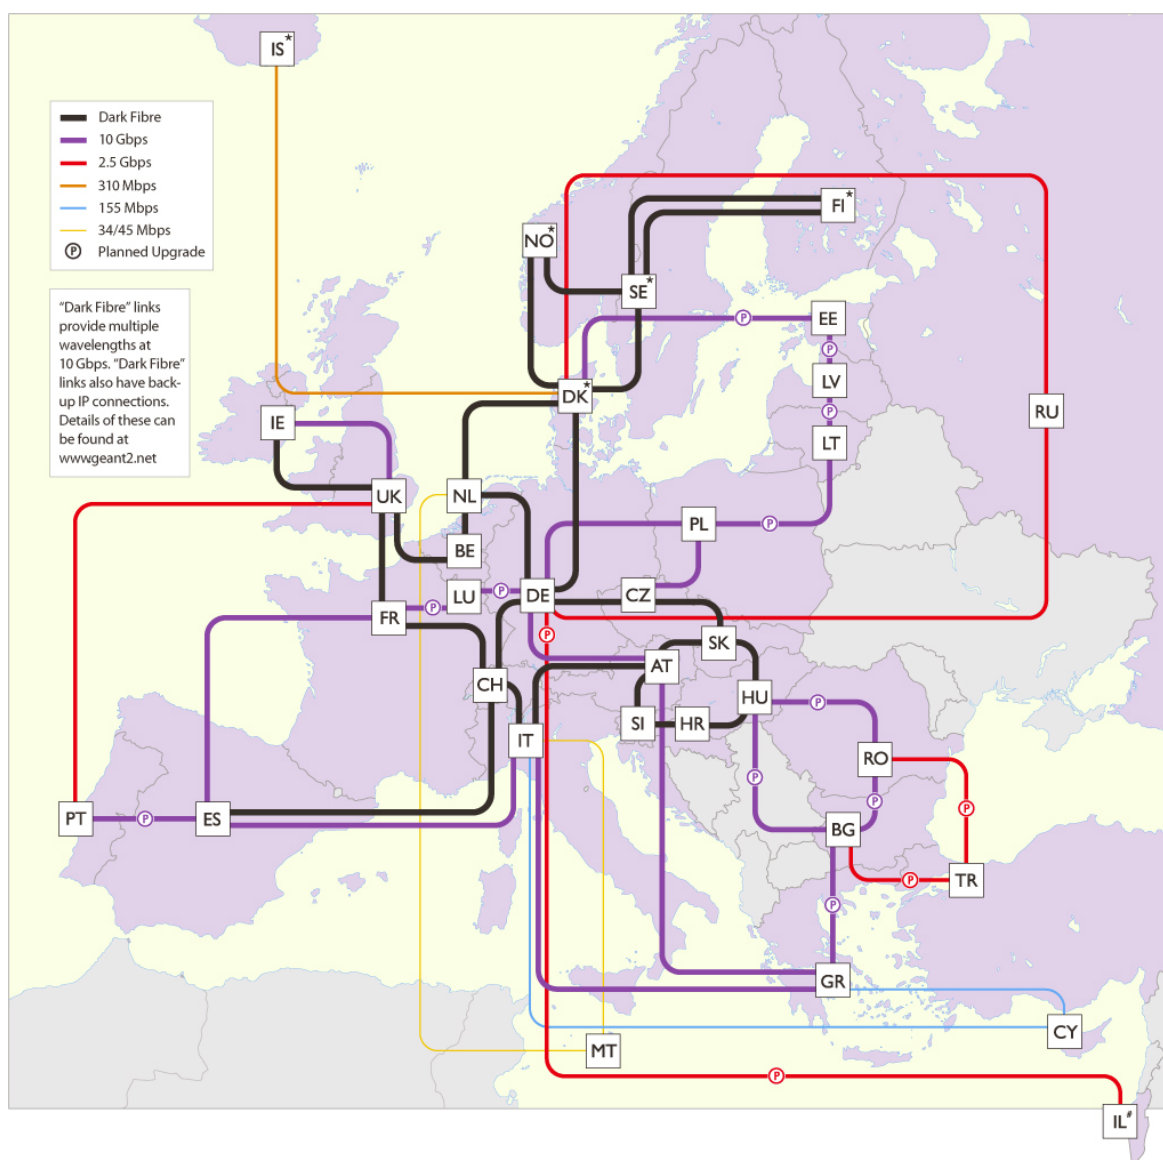 IS*
Dark Fibre
10 Gbps
2.5 Gbps
310 Mbps
155 Mbps
34/45 Mbps
P Planned Upgrade
FI*
NO*
SE*
"Dark Fibre" links
provide multiple
wavelengths at
10 Gbps. "Dark Fibre"
links also have back-
up IP connections.
Details of these can
be found at
www.geant2.net
P
EE
P
LV
DK*
P
RU
IE
LT
UK
NL
PL
P
BE
LU
P
DE
CZ
P
FR
P
SK
AT
CH
HU
P
SI
HR
IT
RO
P
P
P
PT
P
ES
BG
P
TR
P
GR
CY
MT
P
IL#